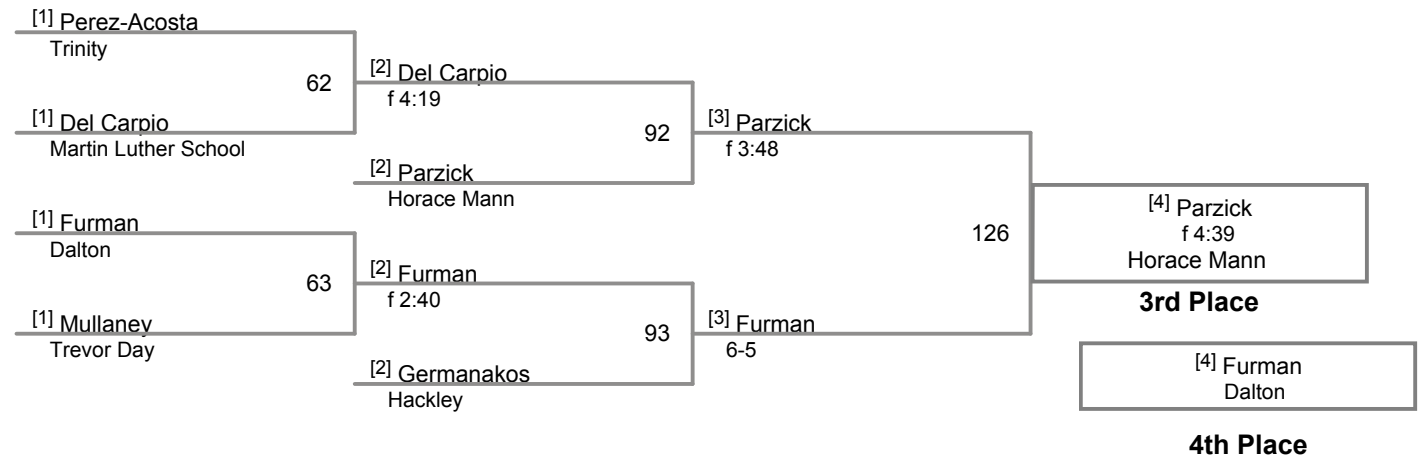 [1] Perez-Acosta
Trinity
62
[1] Del Carpio
Martin Luther School
[2] Del Carpio
f 4:19
92
[2] Parzick
Horace Mann
[3] Parzick
f 3:48
[1] Furman
Dalton
63
[1] Mullaney
Trevor Day
[2] Furman
f 2:40
93
[2] Germanakos
Hackley
[3] Furman
6-5
126
[4] Parzick
f 4:39
Horace Mann
3rd Place
[4] Furman
Dalton
4th Place